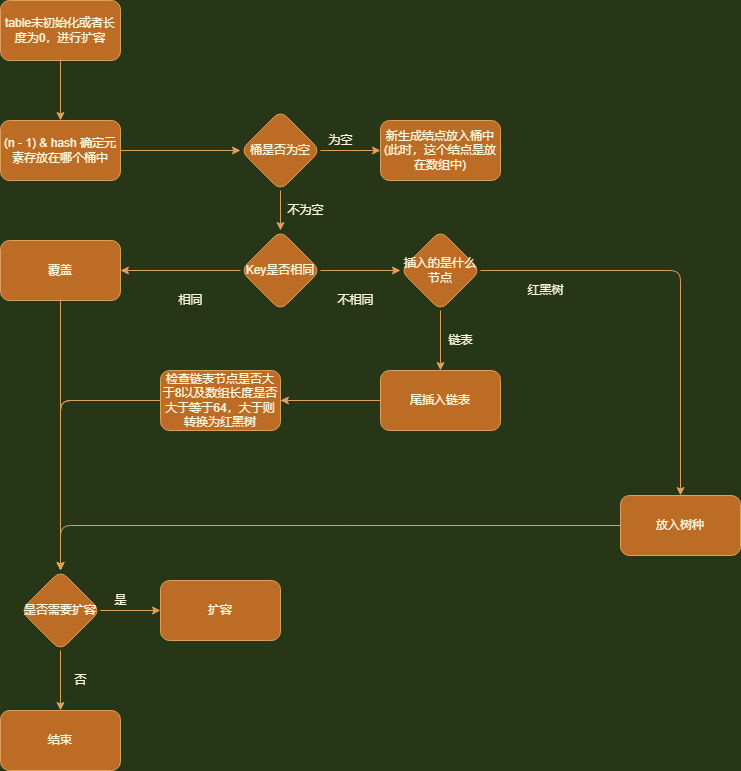 table未初始化或者长
度为0，进行扩容
(n - 1) & hash 确定元
素存放在哪个桶中
桶是否为空
为空
新生成结点放入桶中
(此时，这个结点是放
在数组中)
不为空
覆盖
Key是否相同
插入的是什么
节点
相同
不相同
红黑树
链表
检查链表节点是否大
于8以及数组长度是否
大于等于64，大于则
转换为红黑树
尾插入链表
放入树种
是否需要扩容
是
扩容
否
结束